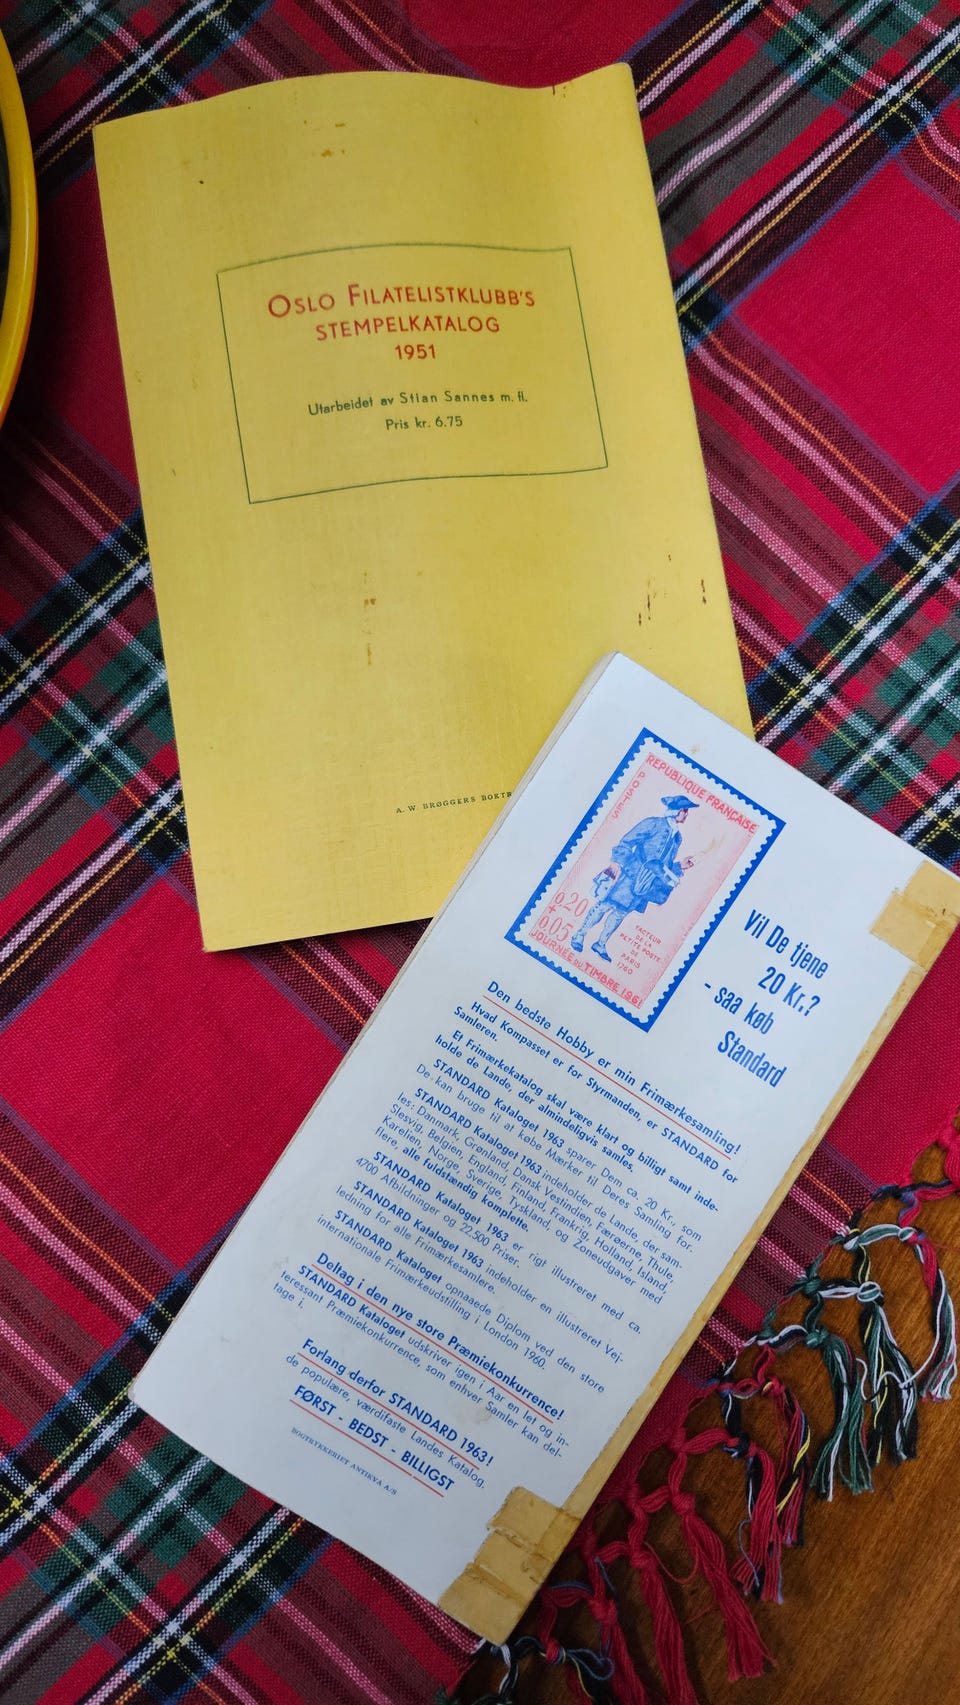 OSLO FILATELISTKLUBB'S
STEMPELKATALOG
1951
Utarbeidet av Stian Sannes m. fl.
Pris kr. 6.75
A. W. BRØGGERS BOKTR
REPUBLIQUE FRANÇAISE
POSTES
0.20
+
0.05
FACTEUR
DE LA
PETITE POSTE
DE
PARIS
1760
JOURNÉE DU TIMBRE 1961
Vil De tjene
20 Kr.?
- saa køb
Standard
Den bedste Hobby er min Frimærkesamling!
Hvad Kompasset er for Styrmanden, er STANDARD for
Samleren.
Et Frimærkekatalog skal være klart og billigt samt inde-
holde de Lande, der almindeligvis samles.
STANDARD Kataloget 1963 sparer Dem ca. 20 Kr., som
De kan bruge til at købe Mærker til Deres Samling for.
STANDARD Kataloget 1963 indeholder de Lande, der sam-
les: Danmark, Grønland, Dansk Vestindien, Færøerne, Thule,
Slesvig, Belgien, England, Finland, Frankrig, Holland, Island,
Karelien, Norge, Sverige, Tyskland, og Zoneudgaver, med
flere, alle fuldstændig komplette.
STANDARD Kataloget 1963 er rigt illustreret med ca.
4700 Afbildninger og 22.500 Priser.
STANDARD Kataloget 1963 indeholder en illustreret Vej-
ledning for alle Frimærkesamlere.
STANDARD Kataloget opnaaede Diplom ved den store
internationale Frimærkeudstilling i London 1960.
Deltag i den nye store Præmiekonkurrence!
STANDARD Kataloget udskriver igen i Aar en let og in-
teressant Præmiekonkurrence, som enhver Samler kan del-
tage i.
Forlang derfor STANDARD 1963!
de populære, værdifaste Landes Katalog.
FØRST - BEDST - BILLIGST
BOGTRYKKERIET ANTIKVA A/S